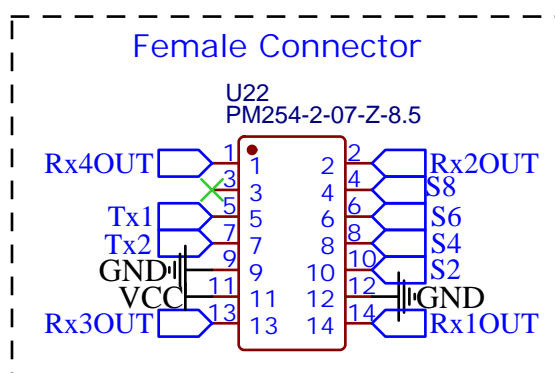 Female Connector
U22
PM254-2-07-Z-8.5
Rx4OUT 1 1 2 2 Rx2OUT
3 3 4 4 S8
Tx1 5 5 6 6 S6
Tx2 7 7 8 8 S4
GND 9 9 10 10 S2
VCC 11 11 12 12 GND
Rx3OUT 13 13 14 14 Rx1OUT